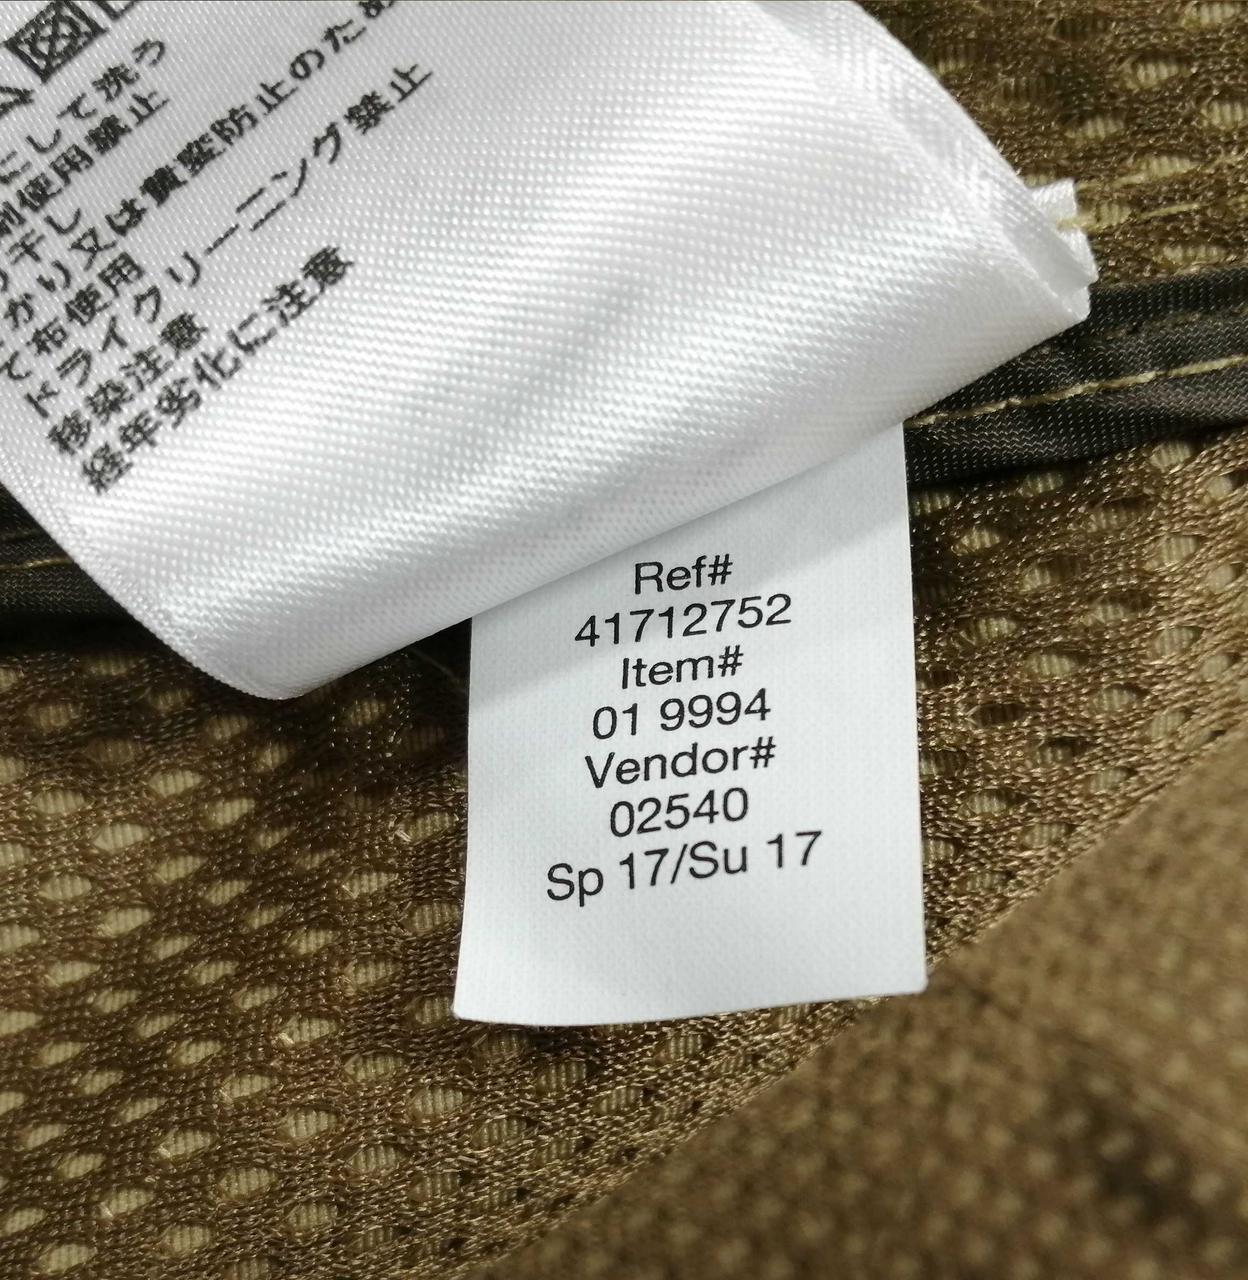 にして洗う
刷使用禁止
り干し
かり又は黄変防止のため
て布使用
ドライクリーニング禁止
移染注意
経年劣化に注意
Ref#
41712752
Item#
01 9994
Vendor#
02540
Sp 17/Su 17